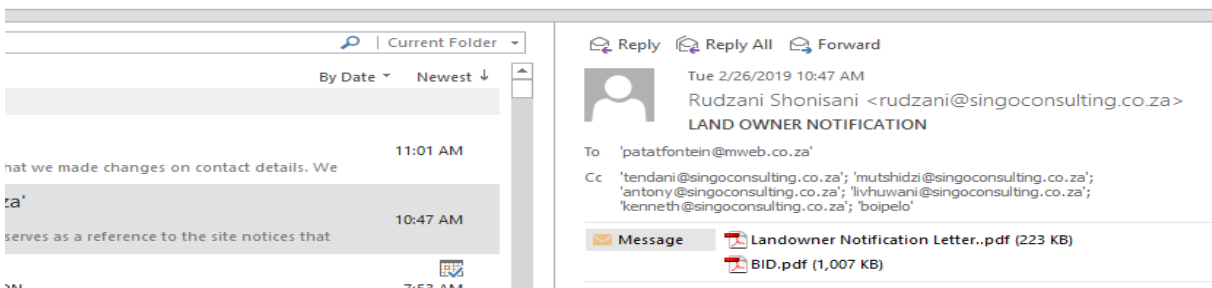 Current Folder
By Date Newest
11:01 AM
hat we made changes on contact details. We
za'
10:47 AM
serves as a reference to the site notices that
7:53 AM
Reply Reply All Forward
Tue 2/26/2019 10:47 AM
Rudzani Shonisani <rudzani@singoconsulting.co.za>
LAND OWNER NOTIFICATION
To 'patatfontein@mweb.co.za'
Cc 'tendani@singoconsulting.co.za'; 'mutshidzi@singoconsulting.co.za';
'antony@singoconsulting.co.za'; 'livhuwani@singoconsulting.co.za';
'kenneth@singoconsulting.co.za'; 'boipelo'
Message Landowner Notification Letter..pdf (223 KB)
BID.pdf (1,007 KB)